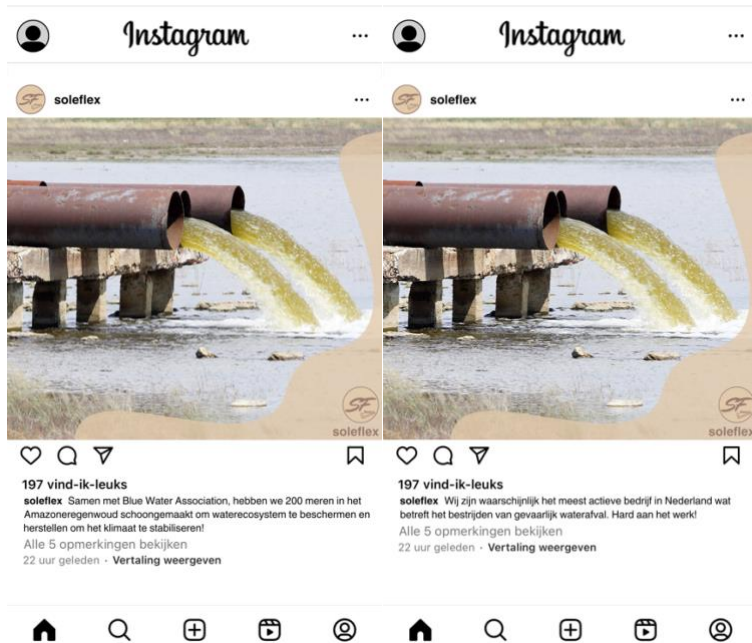 Instagram
soleflex
SF
SF
soleflex
197 vind-ik-leuks
soleflex Samen met Blue Water Association, hebben we 200 meren in het
Amazoneregenwoud schoongemaakt om waterecosystem te beschermen en
herstellen om het klimaat te stabiliseren!
Alle 5 opmerkingen bekijken
22 uur geleden · Vertaling weergeven
Instagram
soleflex
SF
SF
soleflex
197 vind-ik-leuks
soleflex Wij zijn waarschijnlijk het meest actieve bedrijf in Nederland wat
betreft het bestrijden van gevaarlijk waterafval. Hard aan het werk!
Alle 5 opmerkingen bekijken
22 uur geleden · Vertaling weergeven